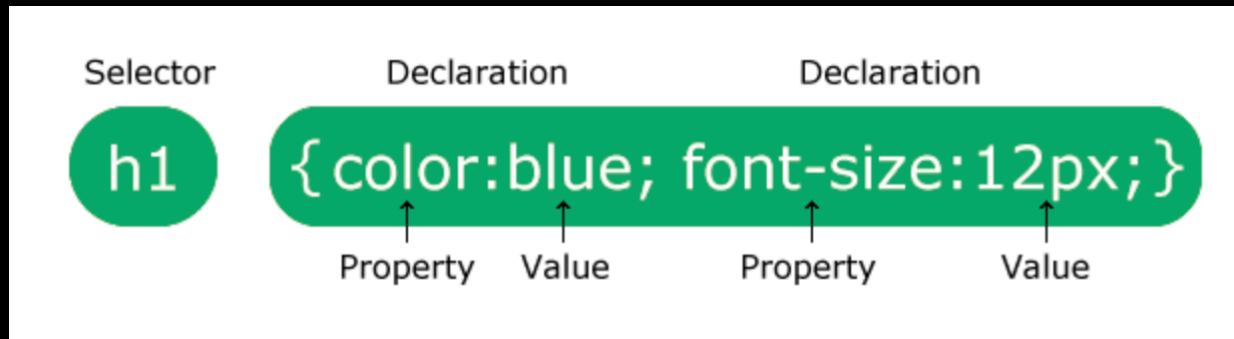 Selector Declaration Declaration
h1 {color:blue; font-size:12px;}
Property Value Property Value